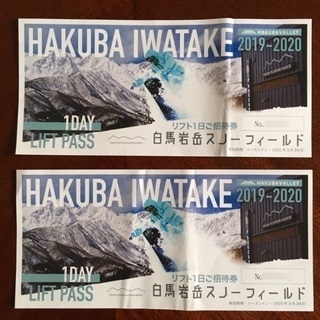 HAKUBA IWATAKE
HAKUBAVALLEY
2019-2020
1DAY
LIFT PASS
リフト1日ご招待券
No.
白馬岩岳スノーフィールド
HAKUBA IWATAKE
HAKUBAVALLEY
2019-2020
1DAY
LIFT PASS
リフト1日ご招待券
白馬岩岳スノーフィールド